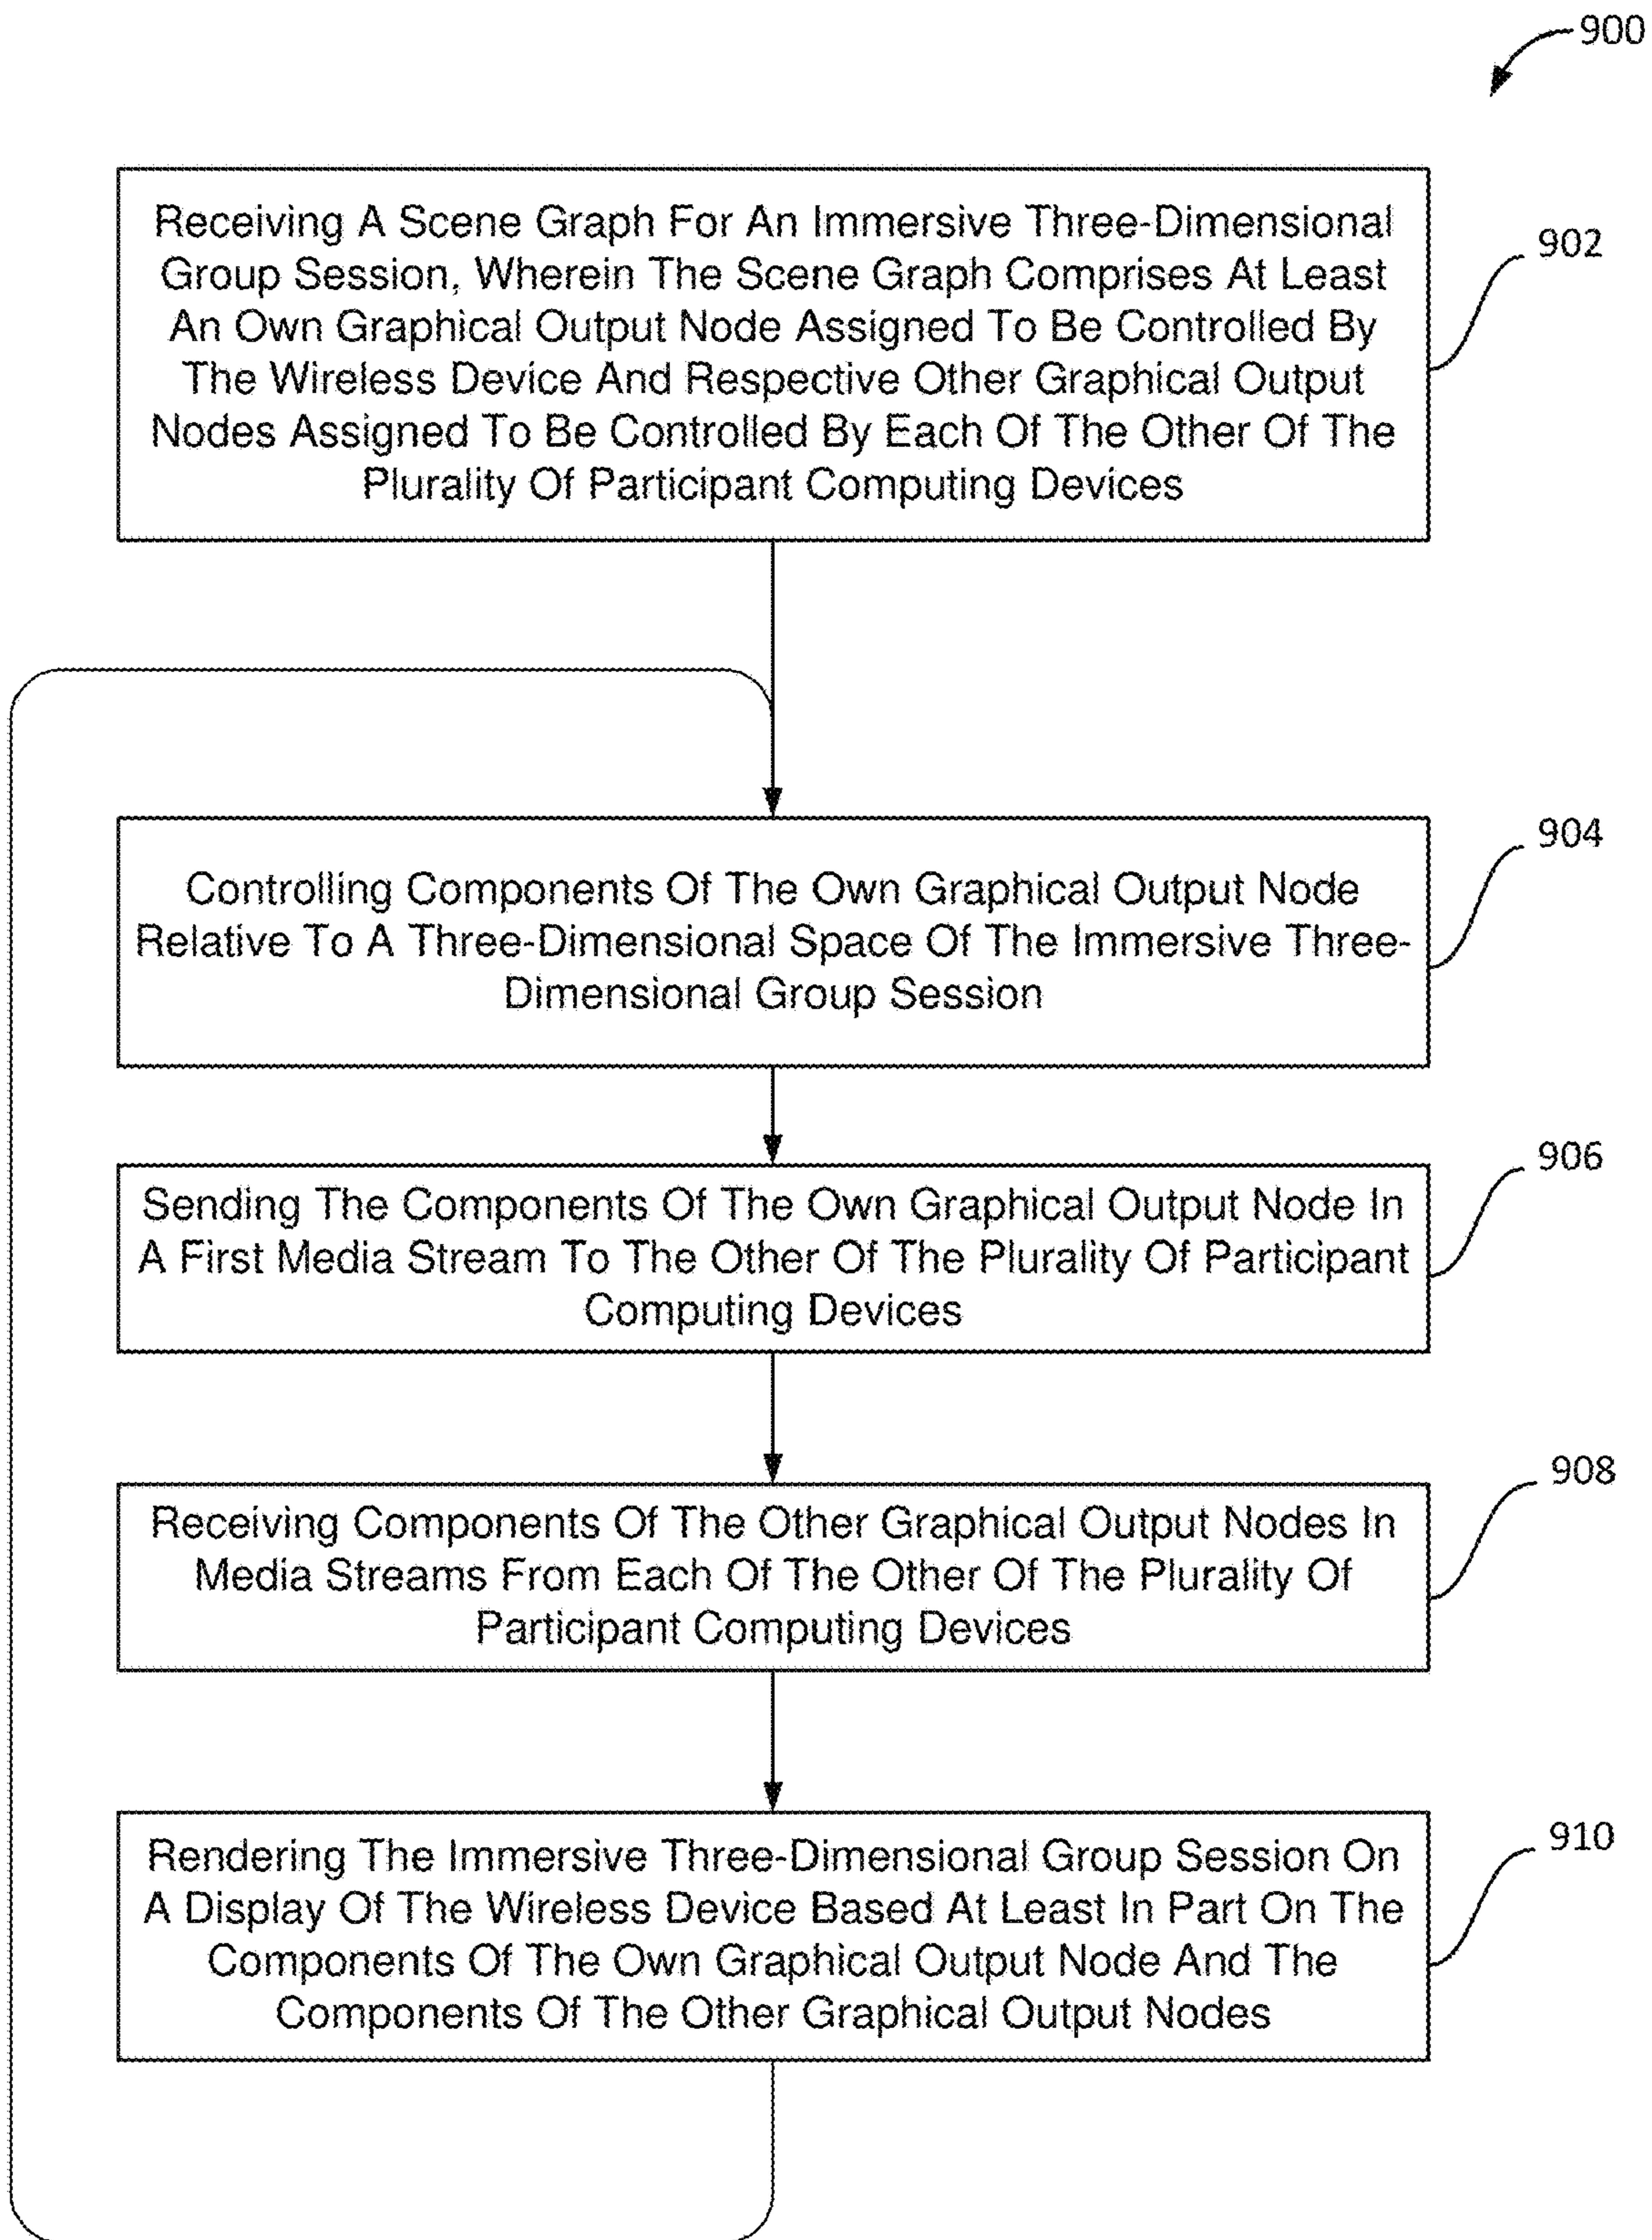 900
Receiving A Scene Graph For An Immersive Three-Dimensional
Group Session, Wherein The Scene Graph Comprises At Least
An Own Graphical Output Node Assigned To Be Controlled By
The Wireless Device And Respective Other Graphical Output
Nodes Assigned To Be Controlled By Each Of The Other Of The
Plurality Of Participant Computing Devices
902
Controlling Components Of The Own Graphical Output Node
Relative To A Three-Dimensional Space Of The Immersive Three-
Dimensional Group Session
904
Sending The Components Of The Own Graphical Output Node In
A First Media Stream To The Other Of The Plurality Of Participant
Computing Devices
906
Receiving Components Of The Other Graphical Output Nodes In
Media Streams From Each Of The Other Of The Plurality Of
Participant Computing Devices
908
Rendering The Immersive Three-Dimensional Group Session On
A Display Of The Wireless Device Based At Least In Part On The
Components Of The Own Graphical Output Node And The
Components Of The Other Graphical Output Nodes
910